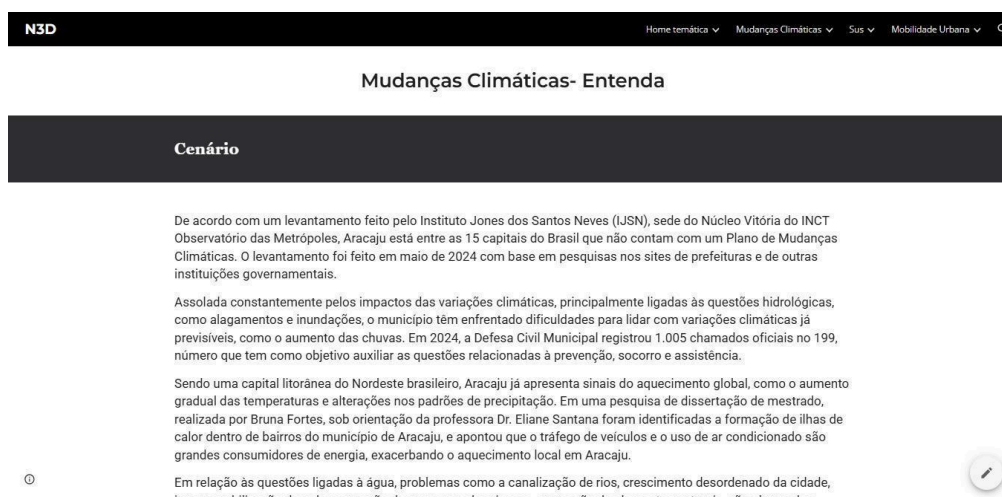 N3D
Home temática
Mudanças Climáticas
Sus
Mobilidade Urbana
Mudanças Climáticas- Entenda
Cenário
De acordo com um levantamento feito pelo Instituto Jones dos Santos Neves (IJSN), sede do Núcleo Vitória do INCT
Observatório das Metrópoles, Aracaju está entre as 15 capitais do Brasil que não contam com um Plano de Mudanças
Climáticas. O levantamento foi feito em maio de 2024 com base em pesquisas nos sites de prefeituras e de outras
instituições governamentais.
Assolada constantemente pelos impactos das variações climáticas, principalmente ligadas às questões hidrológicas,
como alagamentos e inundações, o município têm enfrentado dificuldades para lidar com variações climáticas já
previsíveis, como o aumento das chuvas. Em 2024, a Defesa Civil Municipal registrou 1.005 chamados oficiais no 199,
número que tem como objetivo auxiliar as questões relacionadas à prevenção, socorro e assistência.
Sendo uma capital litorânea do Nordeste brasileiro, Aracaju já apresenta sinais do aquecimento global, como o aumento
gradual das temperaturas e alterações nos padrões de precipitação. Em uma pesquisa de dissertação de mestrado,
realizada por Bruna Fortes, sob orientação da professora Dr. Eliane Santana foram identificadas a formação de ilhas de
calor dentro de bairros do município de Aracaju, e apontou que o tráfego de veículos e o uso de ar condicionado são
grandes consumidores de energia, exacerbando o aquecimento local em Aracaju.
Em relação às questões ligadas à água, problemas como a canalização de rios, crescimento desordenado da cidade,